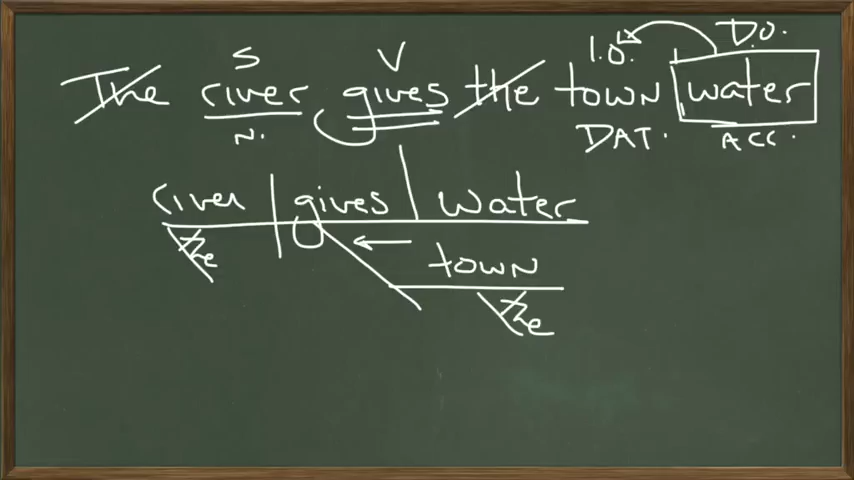 S V I.O. D.O.
The river gives the town water
N. DAT. ACC.
river gives water
the town
the